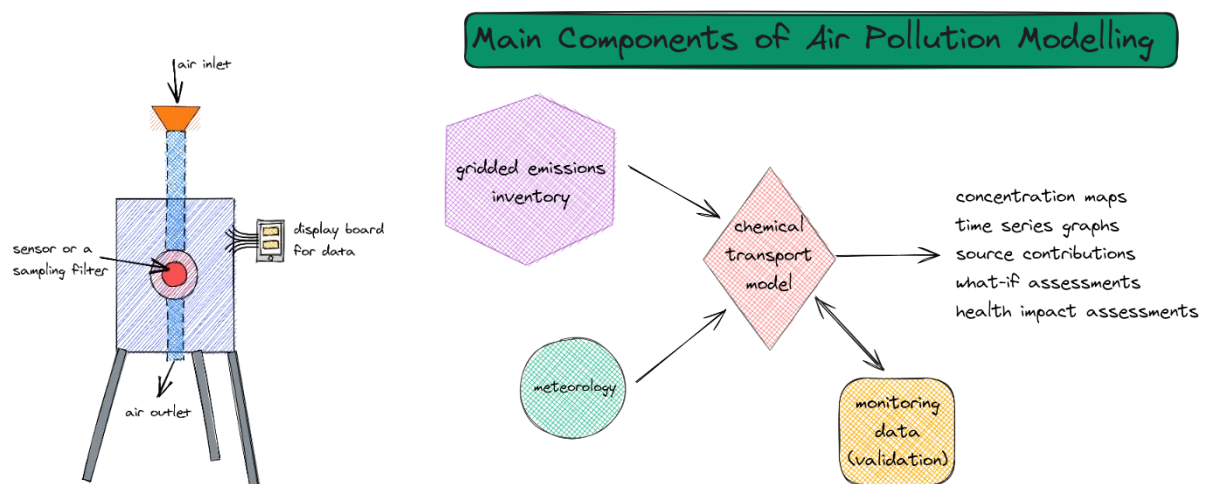 Main Components of Air Pollution Modelling
air inlet
sensor or a
sampling filter
display board
for data
air outlet
gridded emissions
inventory
meteorology
chemical
transport
model
monitoring
data
(validation)
concentration maps
time series graphs
source contributions
what-if assessments
health impact assessments